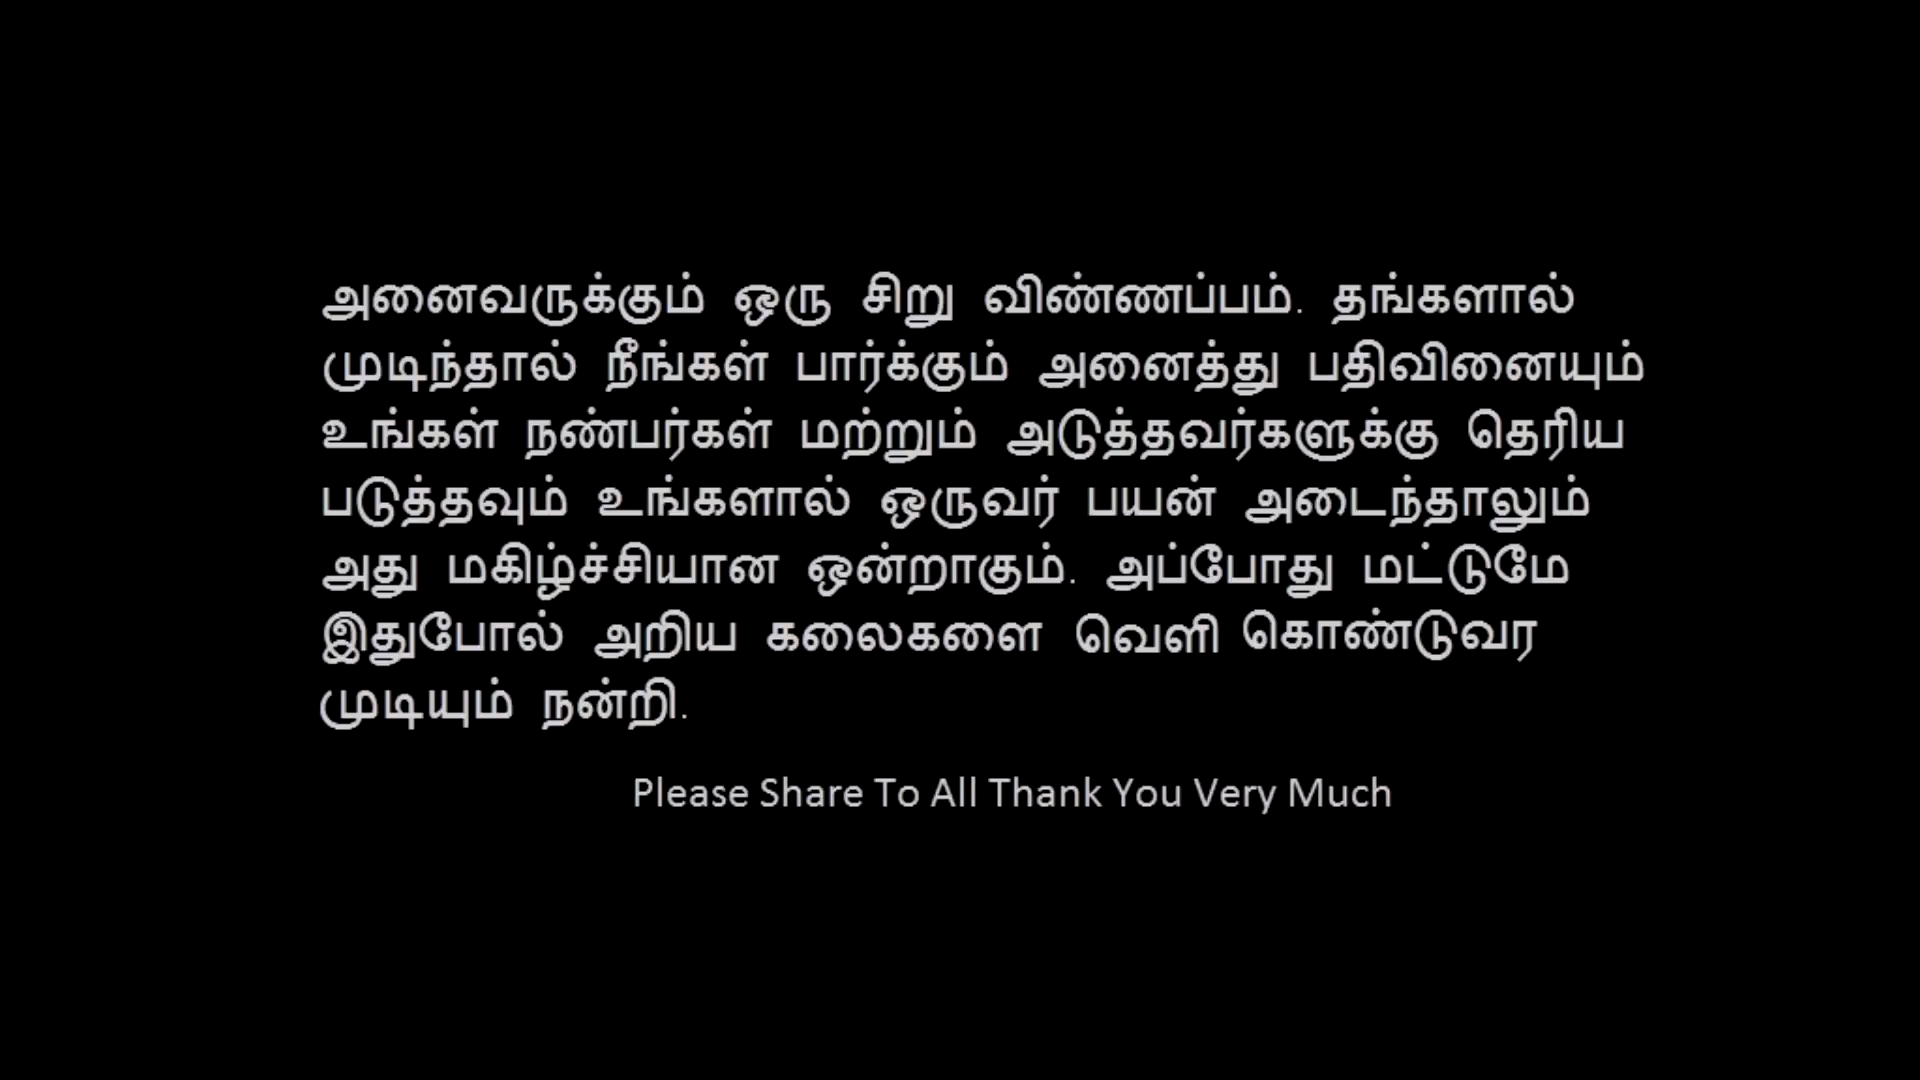 அனைவருக்கும் ஒரு சிறு விண்ணப்பம். தங்களால்
முடிந்தால் நீங்கள் பார்க்கும் அனைத்து பதிவினையும்
உங்கள் நண்பர்கள் மற்றும் அடுத்தவர்களுக்கு தெரிய
படுத்தவும் உங்களால் ஒருவர் பயன் அடைந்தாலும்
அது மகிழ்ச்சியான ஒன்றாகும். அப்போது மட்டுமே
இதுபோல் அறிய கலைகளை வெளி கொண்டுவர
முடியும் நன்றி.
Please Share To All Thank You Very Much